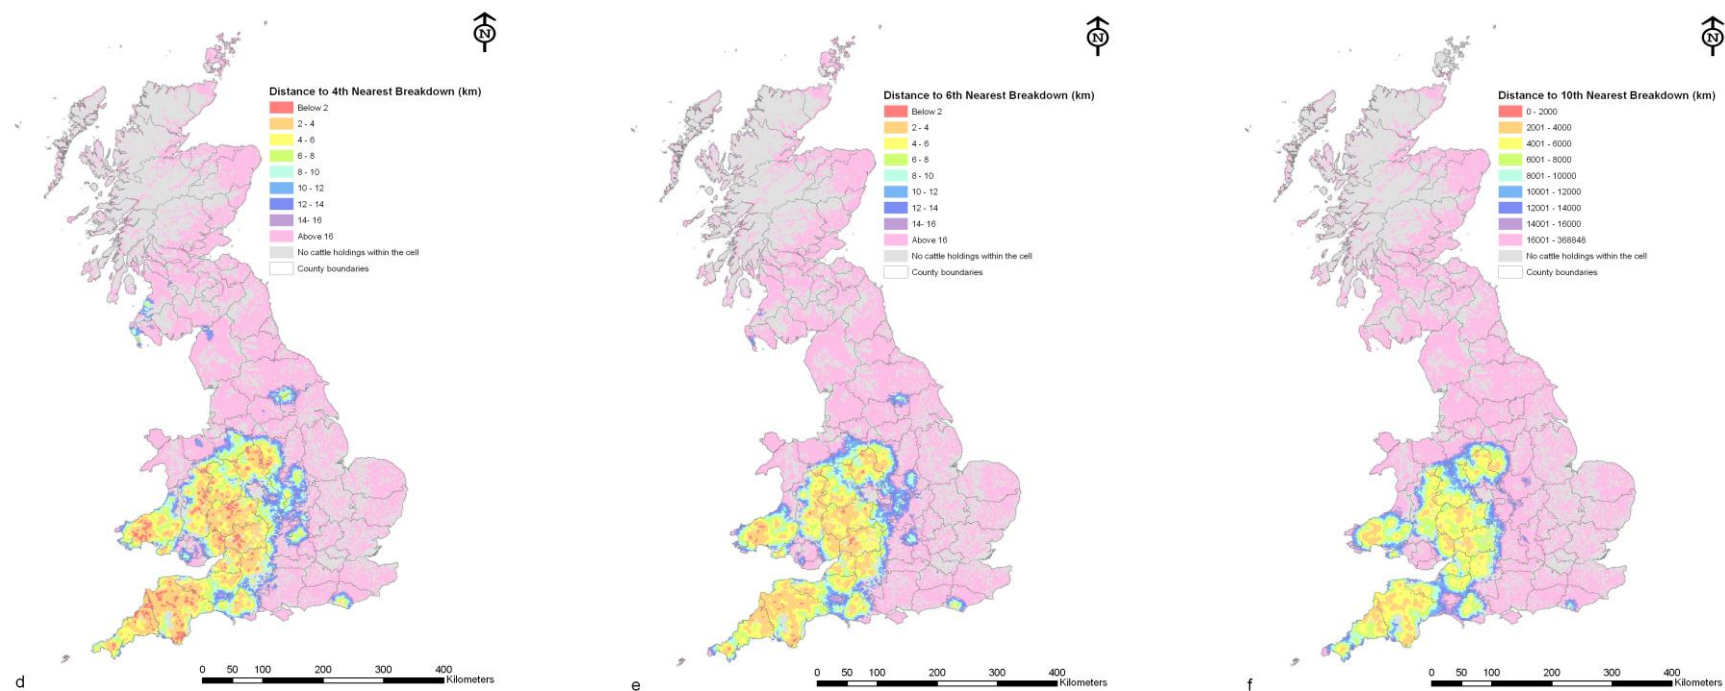 N
Distance to 4th Nearest Breakdown (km)
Below 2
2 - 4
4 - 6
6 - 8
8 - 10
10 - 12
12 - 14
14- 16
Above 16
No cattle holdings within the cell
County boundaries
0 50 100 200 300 400
Kilometers
d
N
Distance to 6th Nearest Breakdown (km)
Below 2
2 - 4
4 - 6
6 - 8
8 - 10
10 - 12
12 - 14
14- 16
Above 16
No cattle holdings within the cell
County boundaries
0 50 100 200 300 400
Kilometers
e
N
Distance to 10th Nearest Breakdown (km)
0 - 2000
2001 - 4000
4001 - 6000
6001 - 8000
8001 - 10000
10001 - 12000
12001 - 14000
14001 - 16000
16001 - 368848
No cattle holdings within the cell
County boundaries
0 50 100 200 300 400
Kilometers
f